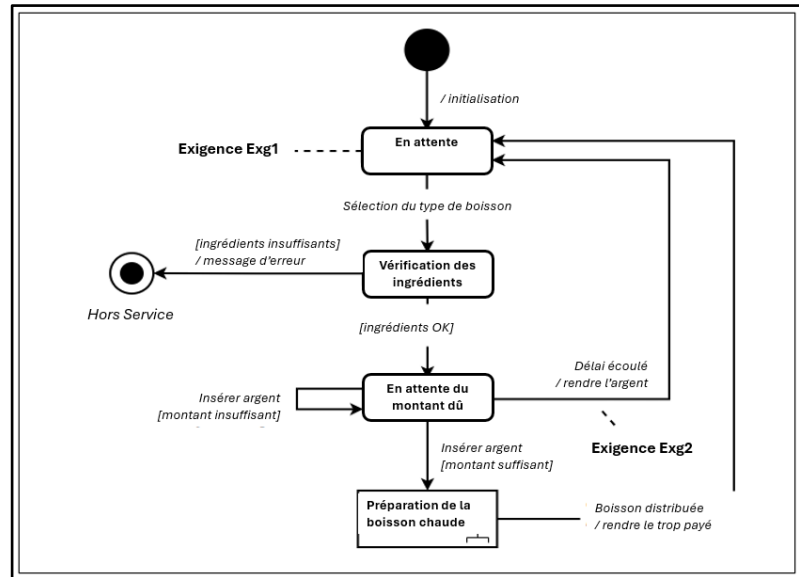 / initialisation
En attente
Exigence Exg1
Sélection du type de boisson
[ingrédients insuffisants]
/ message d'erreur
Vérification des
ingrédients
Hors Service
[ingrédients OK]
Délai écoulé
/ rendre l'argent
Insérer argent
[montant insuffisant]
En attente du
montant dû
Insérer argent
[montant suffisant]
Exigence Exg2
Préparation de la
boisson chaude
Boisson distribuée
/ rendre le trop payé